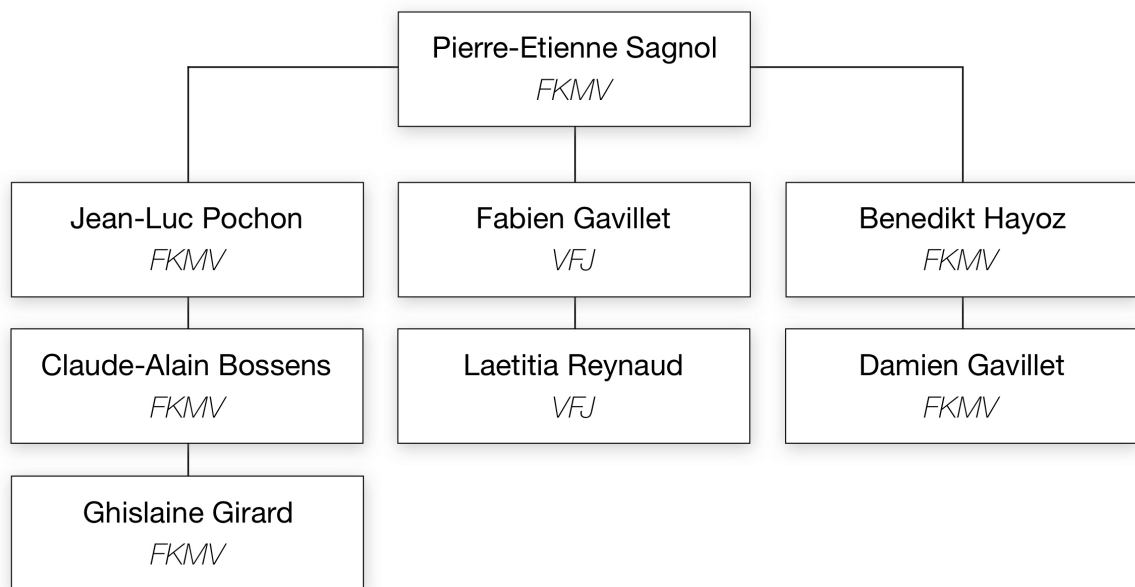 Pierre-Etienne Sagnol
FKMV
Jean-Luc Pochon
FKMV
Fabien Gavillet
VFJ
Benedikt Hayoz
FKMV
Claude-Alain Bossens
FKMV
Laetitia Reynaud
VFJ
Damien Gavillet
FKMV
Ghislaine Girard
FKMV